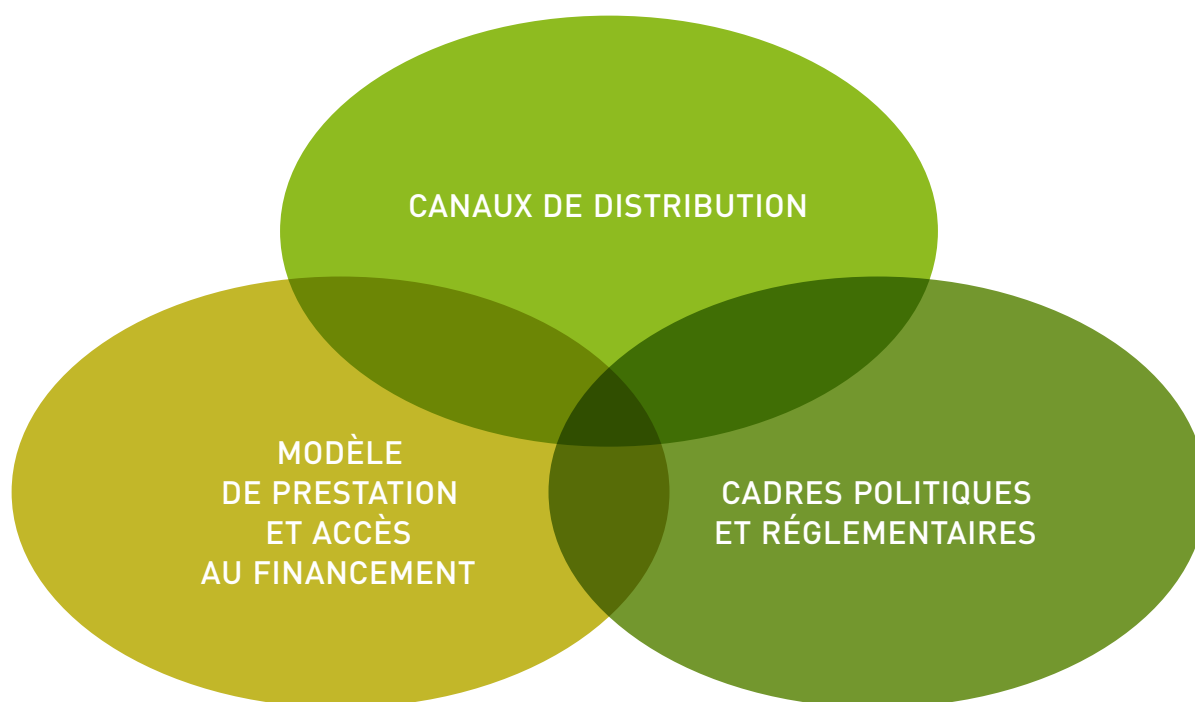 CANAUX DE DISTRIBUTION
MODÈLE
DE PRESTATION
ET ACCÈS
AU FINANCEMENT
CADRES POLITIQUES
ET RÉGLEMENTAIRES